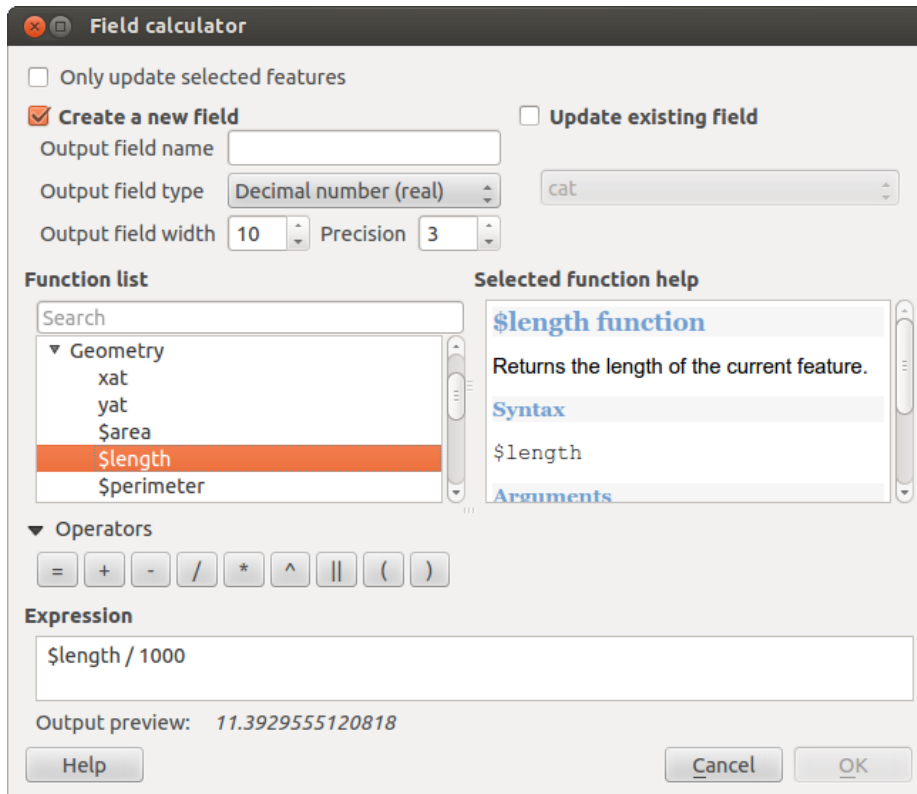 Field calculator
Only update selected features
Create a new field
Update existing field
Output field name
Output field type Decimal number (real)
cat
Output field width 10 Precision 3
Function list
Selected function help
Search
Geometry
xat
yat
$area
$length
$perimeter
$length function
Returns the length of the current feature.
Syntax
$length
Arguments
Operators
= + - / * ^ || ( )
Expression
$length / 1000
Output preview: 11.3929555120818
Help
Cancel
OK